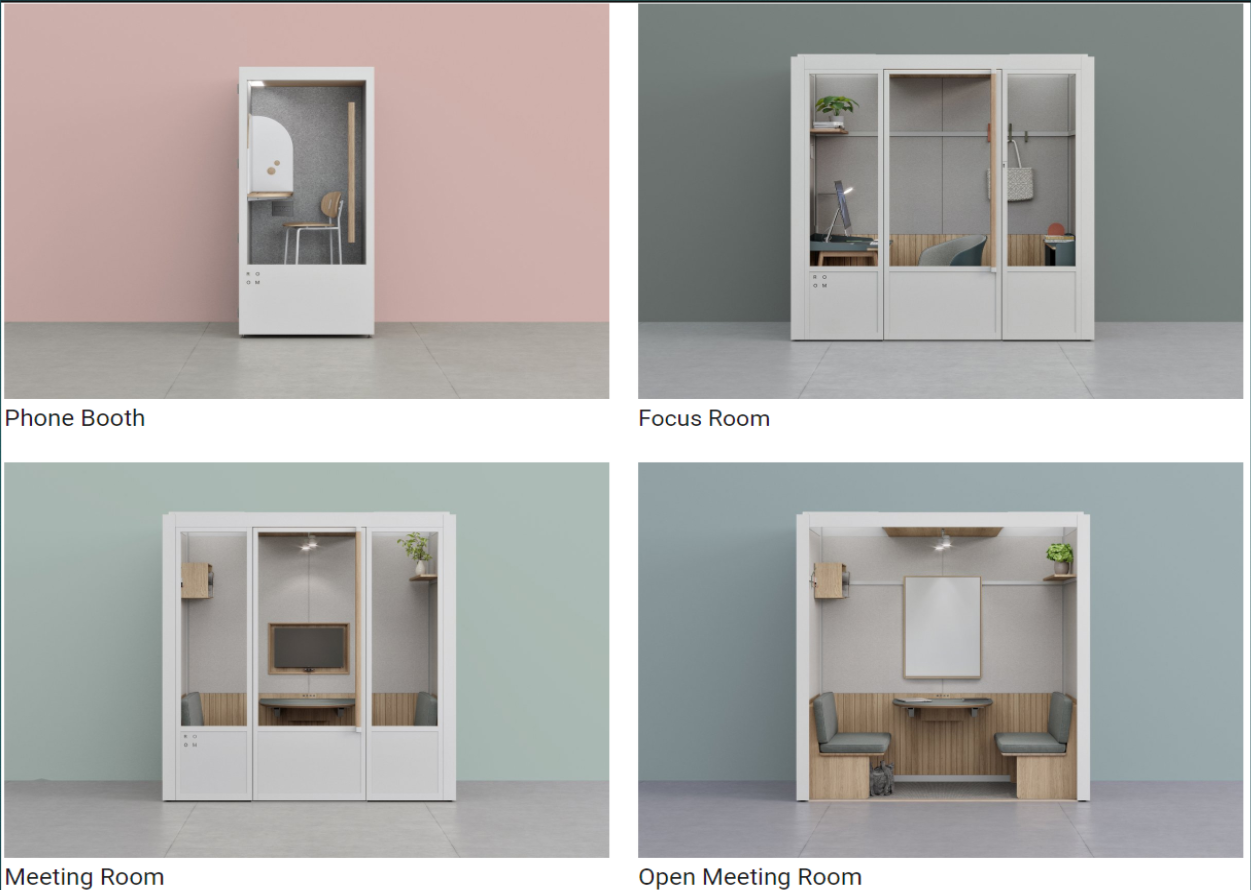 R O
O M
Phone Booth
R O
O M
Focus Room
R O
O M
Meeting Room
Open Meeting Room